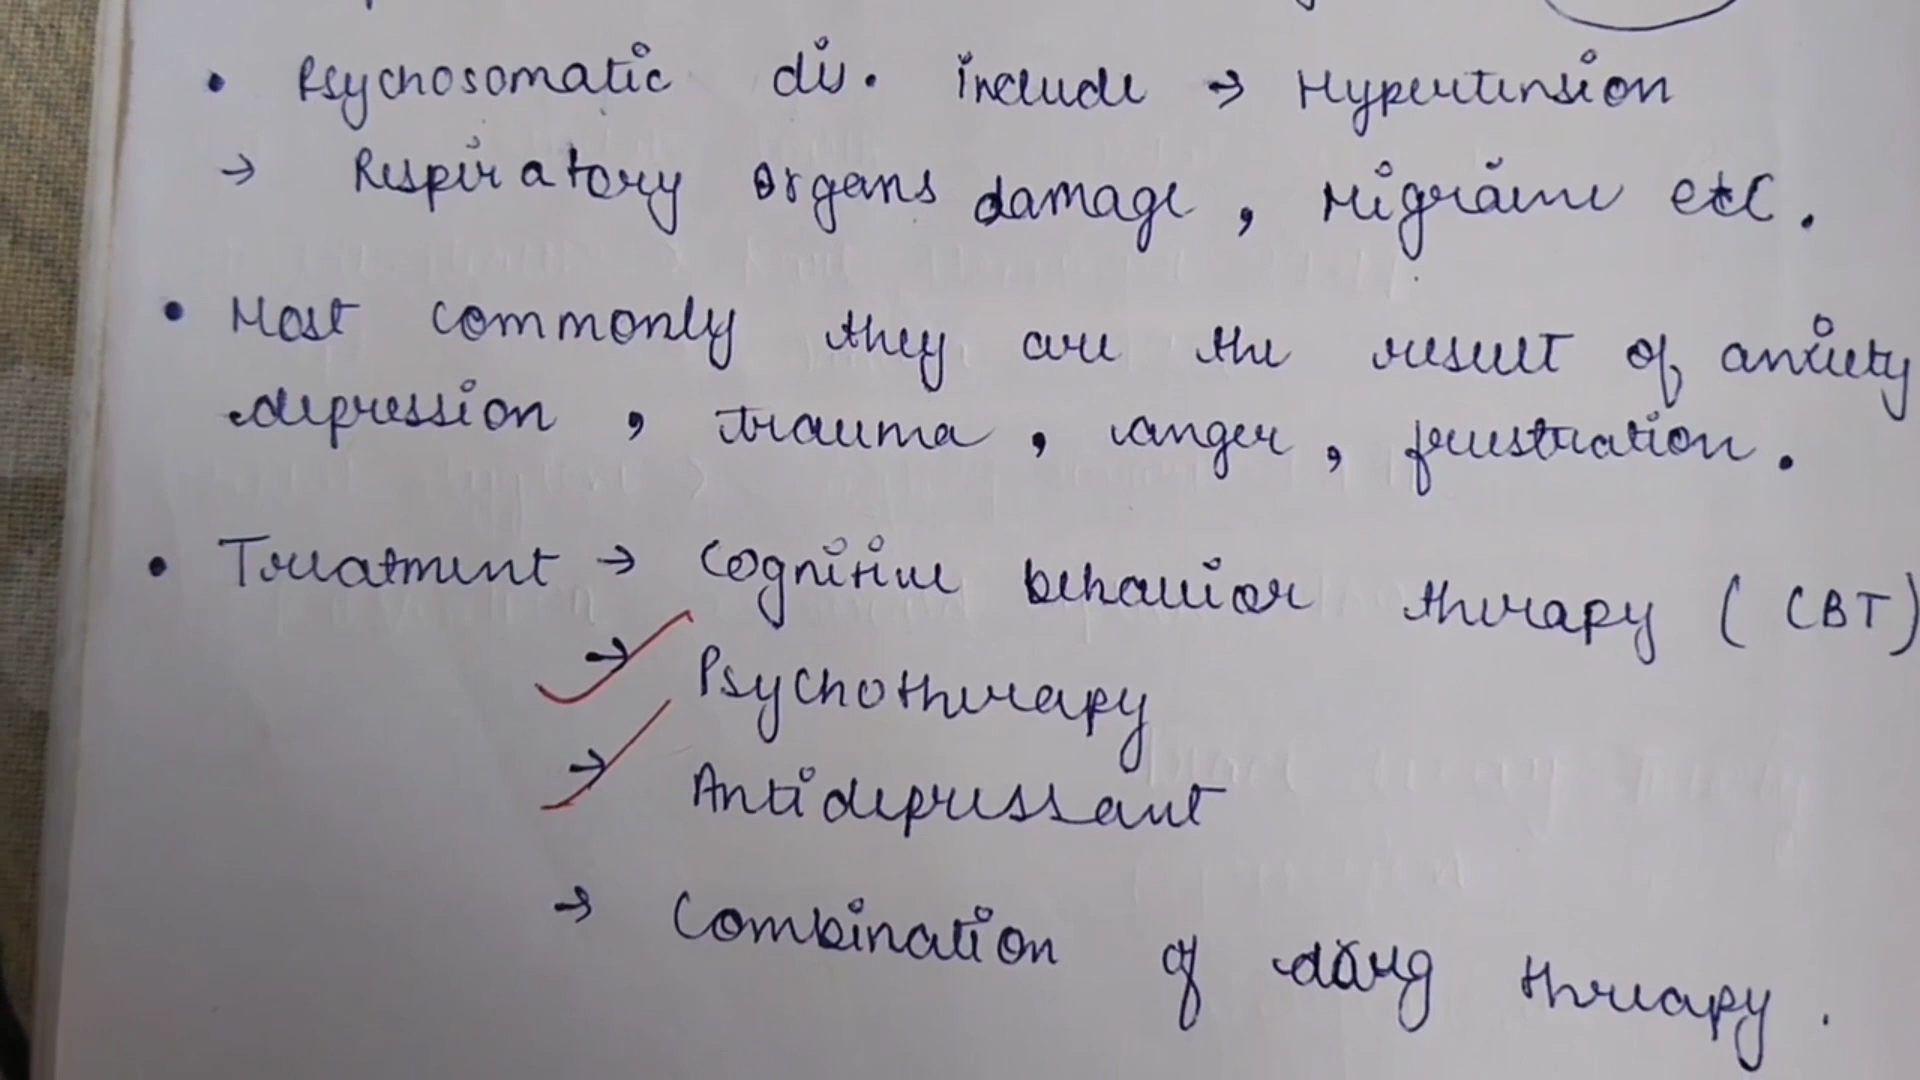 • Psychosomatic dis. include → Hypertension
→ Respiratory organs damage, Migraine etc.
• Most commonly they are the result of anxiety
depression, trauma, anger, frustration.
• Treatment → Cognitive behavior therapy (CBT)
→ Psychotherapy
→ Antidepressant
→ Combination of drug therapy.